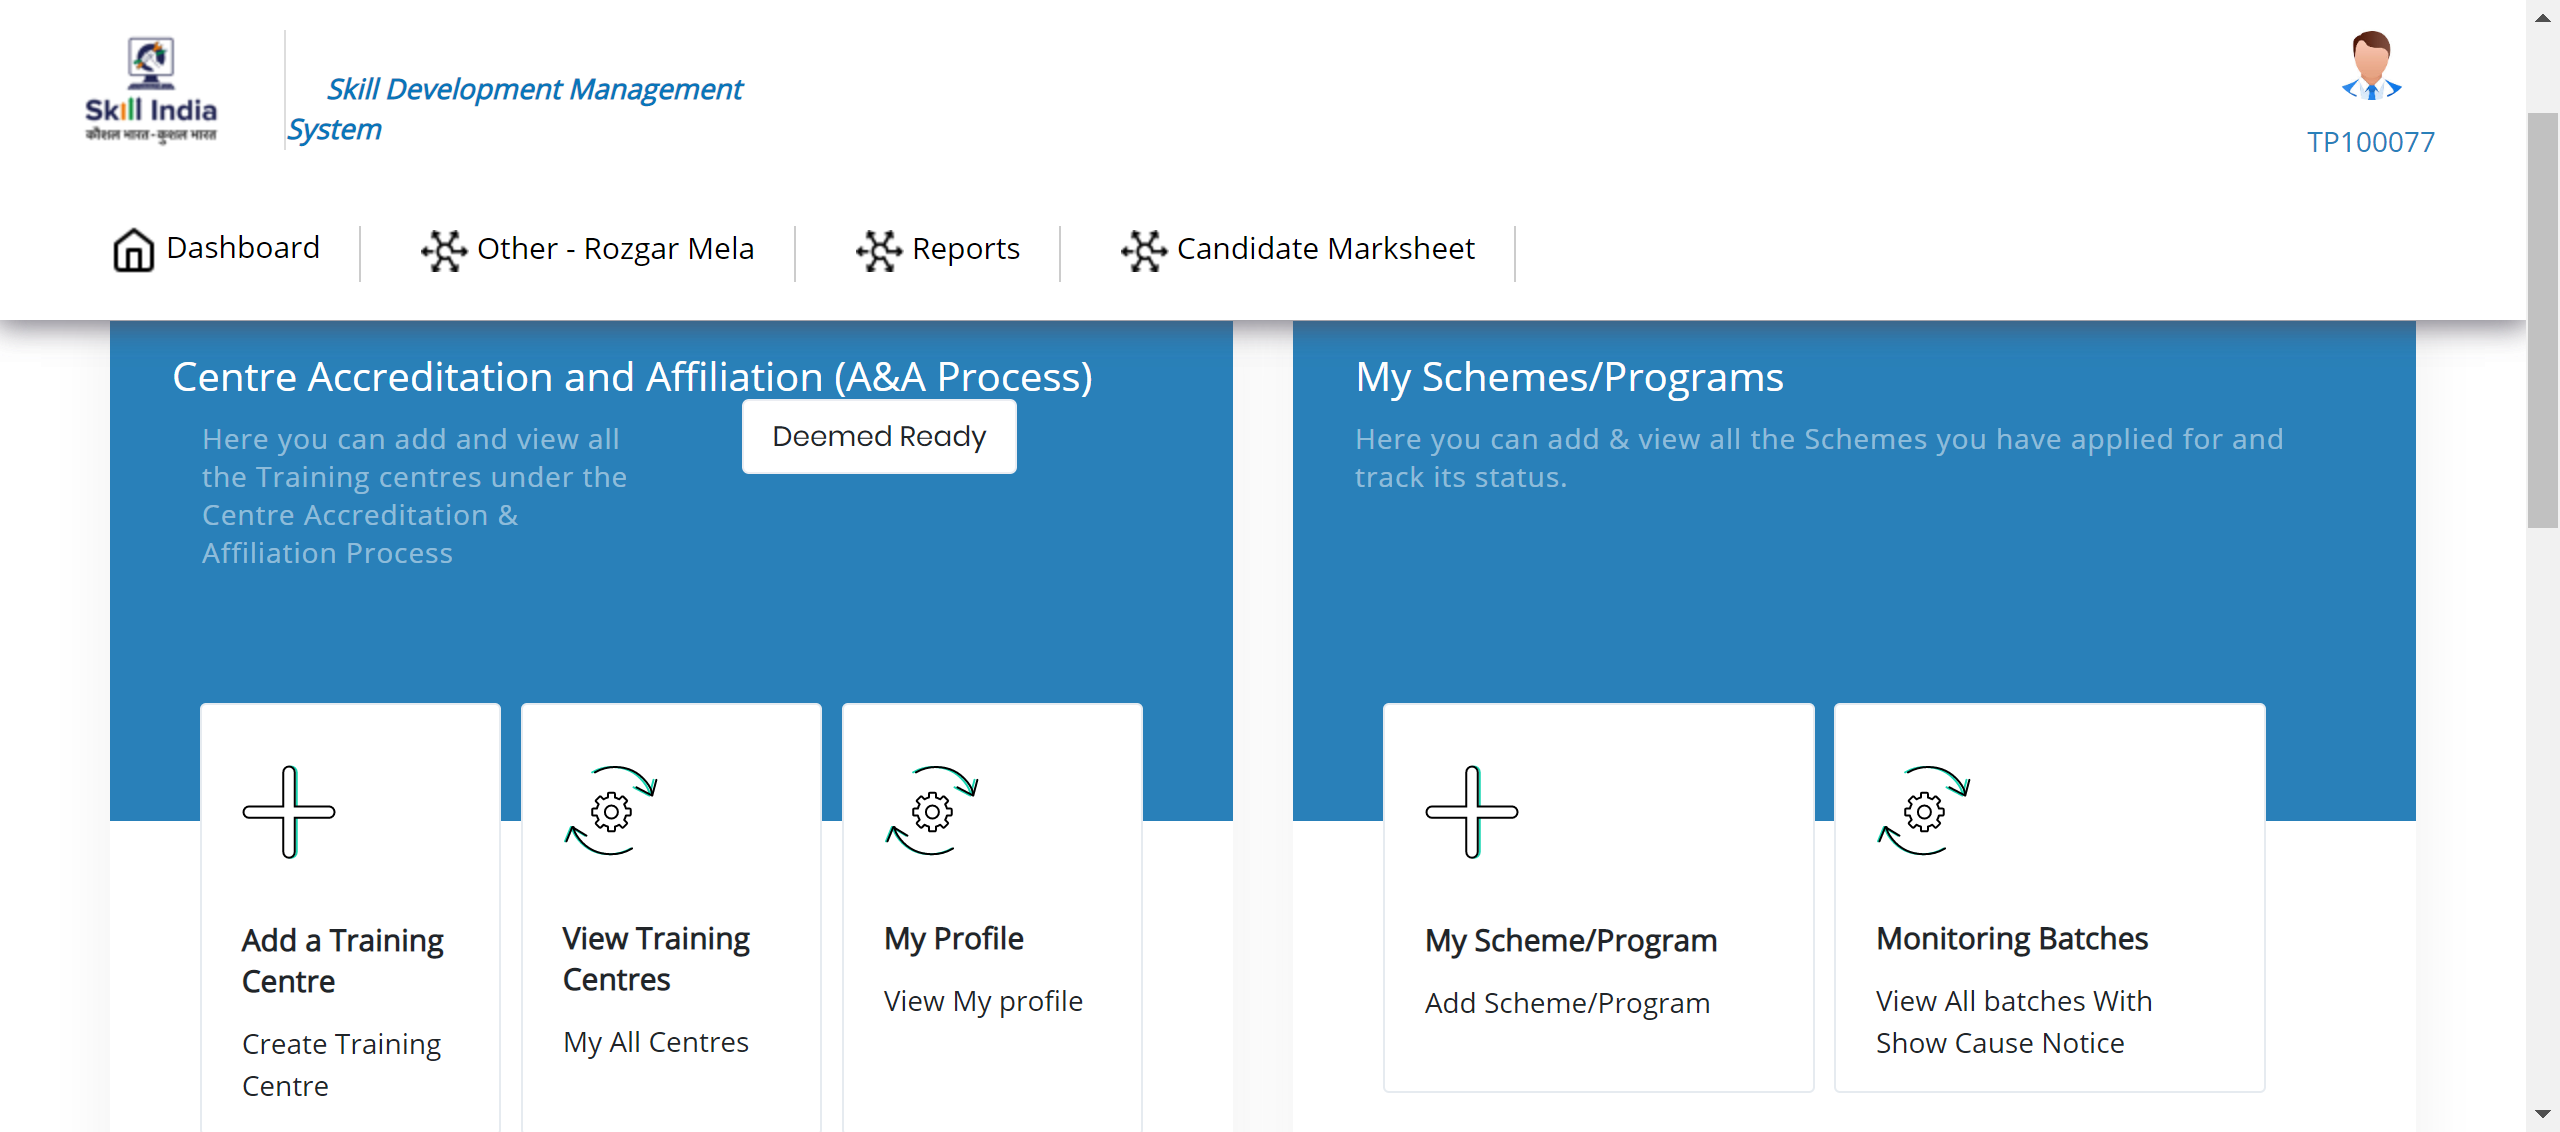 Skill India
कौशल भारत-कुशल भारत
Skill Development Management
System
TP100077
Dashboard
Other - Rozgar Mela
Reports
Candidate Marksheet
Centre Accreditation and Affiliation (A&A Process)
Here you can add and view all
the Training centres under the
Centre Accreditation &
Affiliation Process
Deemed Ready
My Schemes/Programs
Here you can add & view all the Schemes you have applied for and
track its status.
Add a Training
Centre
Create Training
Centre
View Training
Centres
My All Centres
My Profile
View My profile
My Scheme/Program
Add Scheme/Program
Monitoring Batches
View All batches With
Show Cause Notice